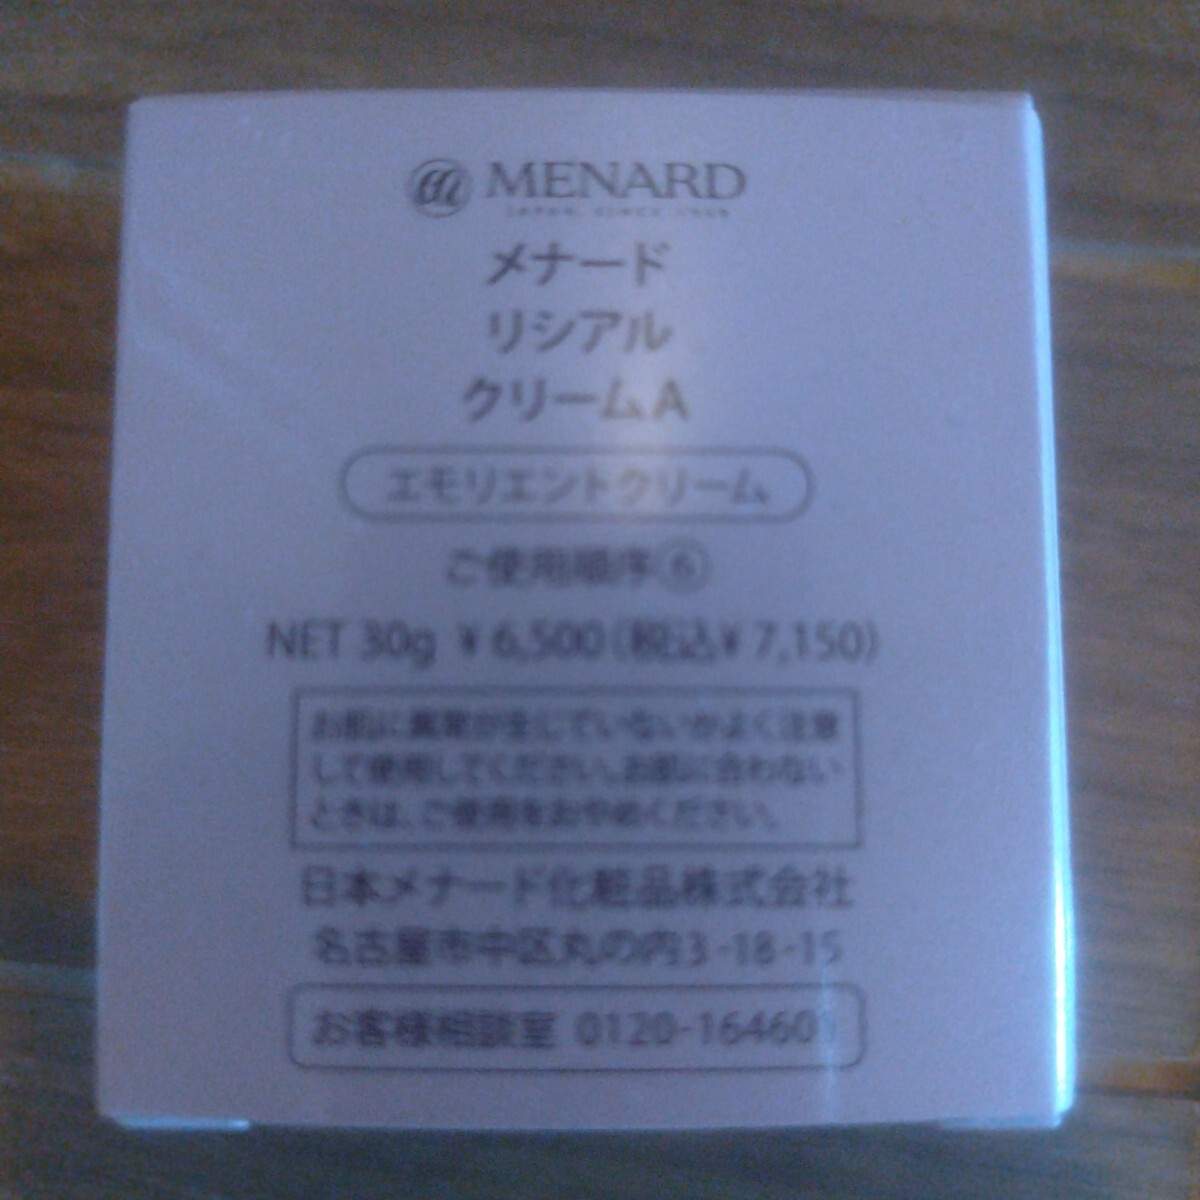 MENARD
JAPAN, SINCE 1959
メナード
リシアル
クリームA
エモリエントクリーム
ご使用順序⑥
NET 30g ¥6,500(税込¥7,150)
お肌に異常が生じていないかよく注意
して使用してください。お肌に合わない
ときは、ご使用をおやめください。
日本メナード化粧品株式会社
名古屋市中区丸の内3-18-15
お客様相談室 0120-164601